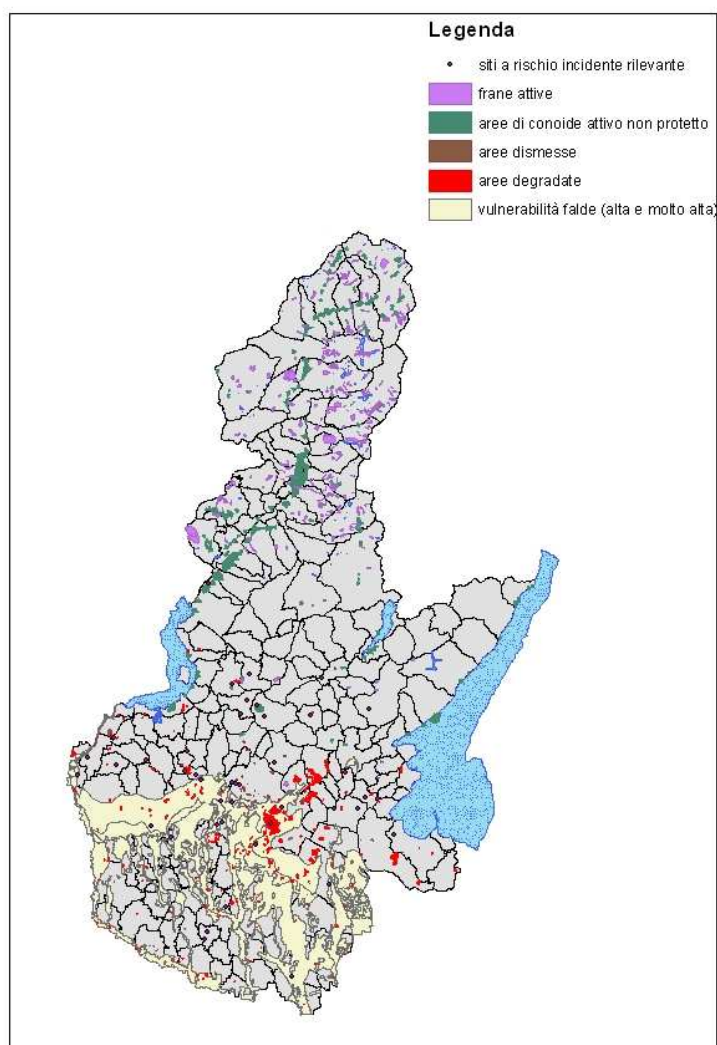 Legenda
siti a rischio incidente rilevante
frane attive
aree di conoide attivo non protetto
aree dismesse
aree degradate
vulnerabilità falde (alta e molto alta)